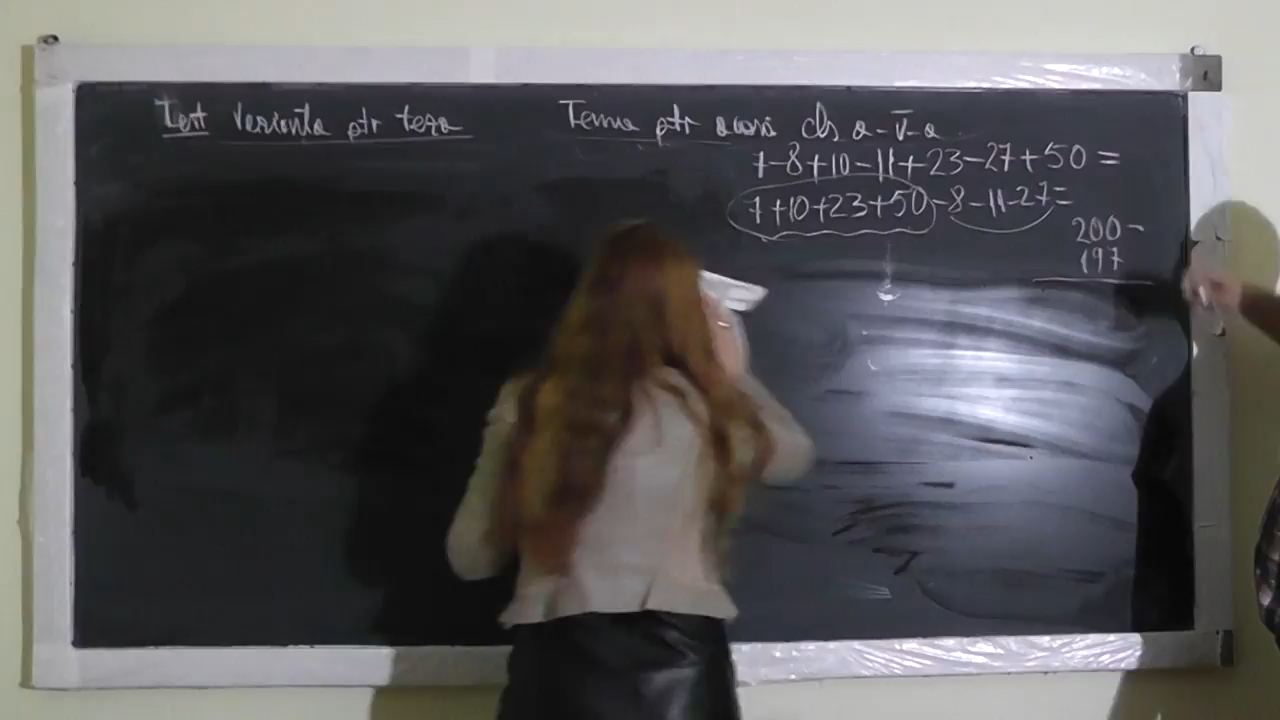 Test varianta ptr teza
Tema ptr acasă cls a-V-a
7-8+10-11+23-27+50=
7+10+23+50-8-11-27=
200-
197